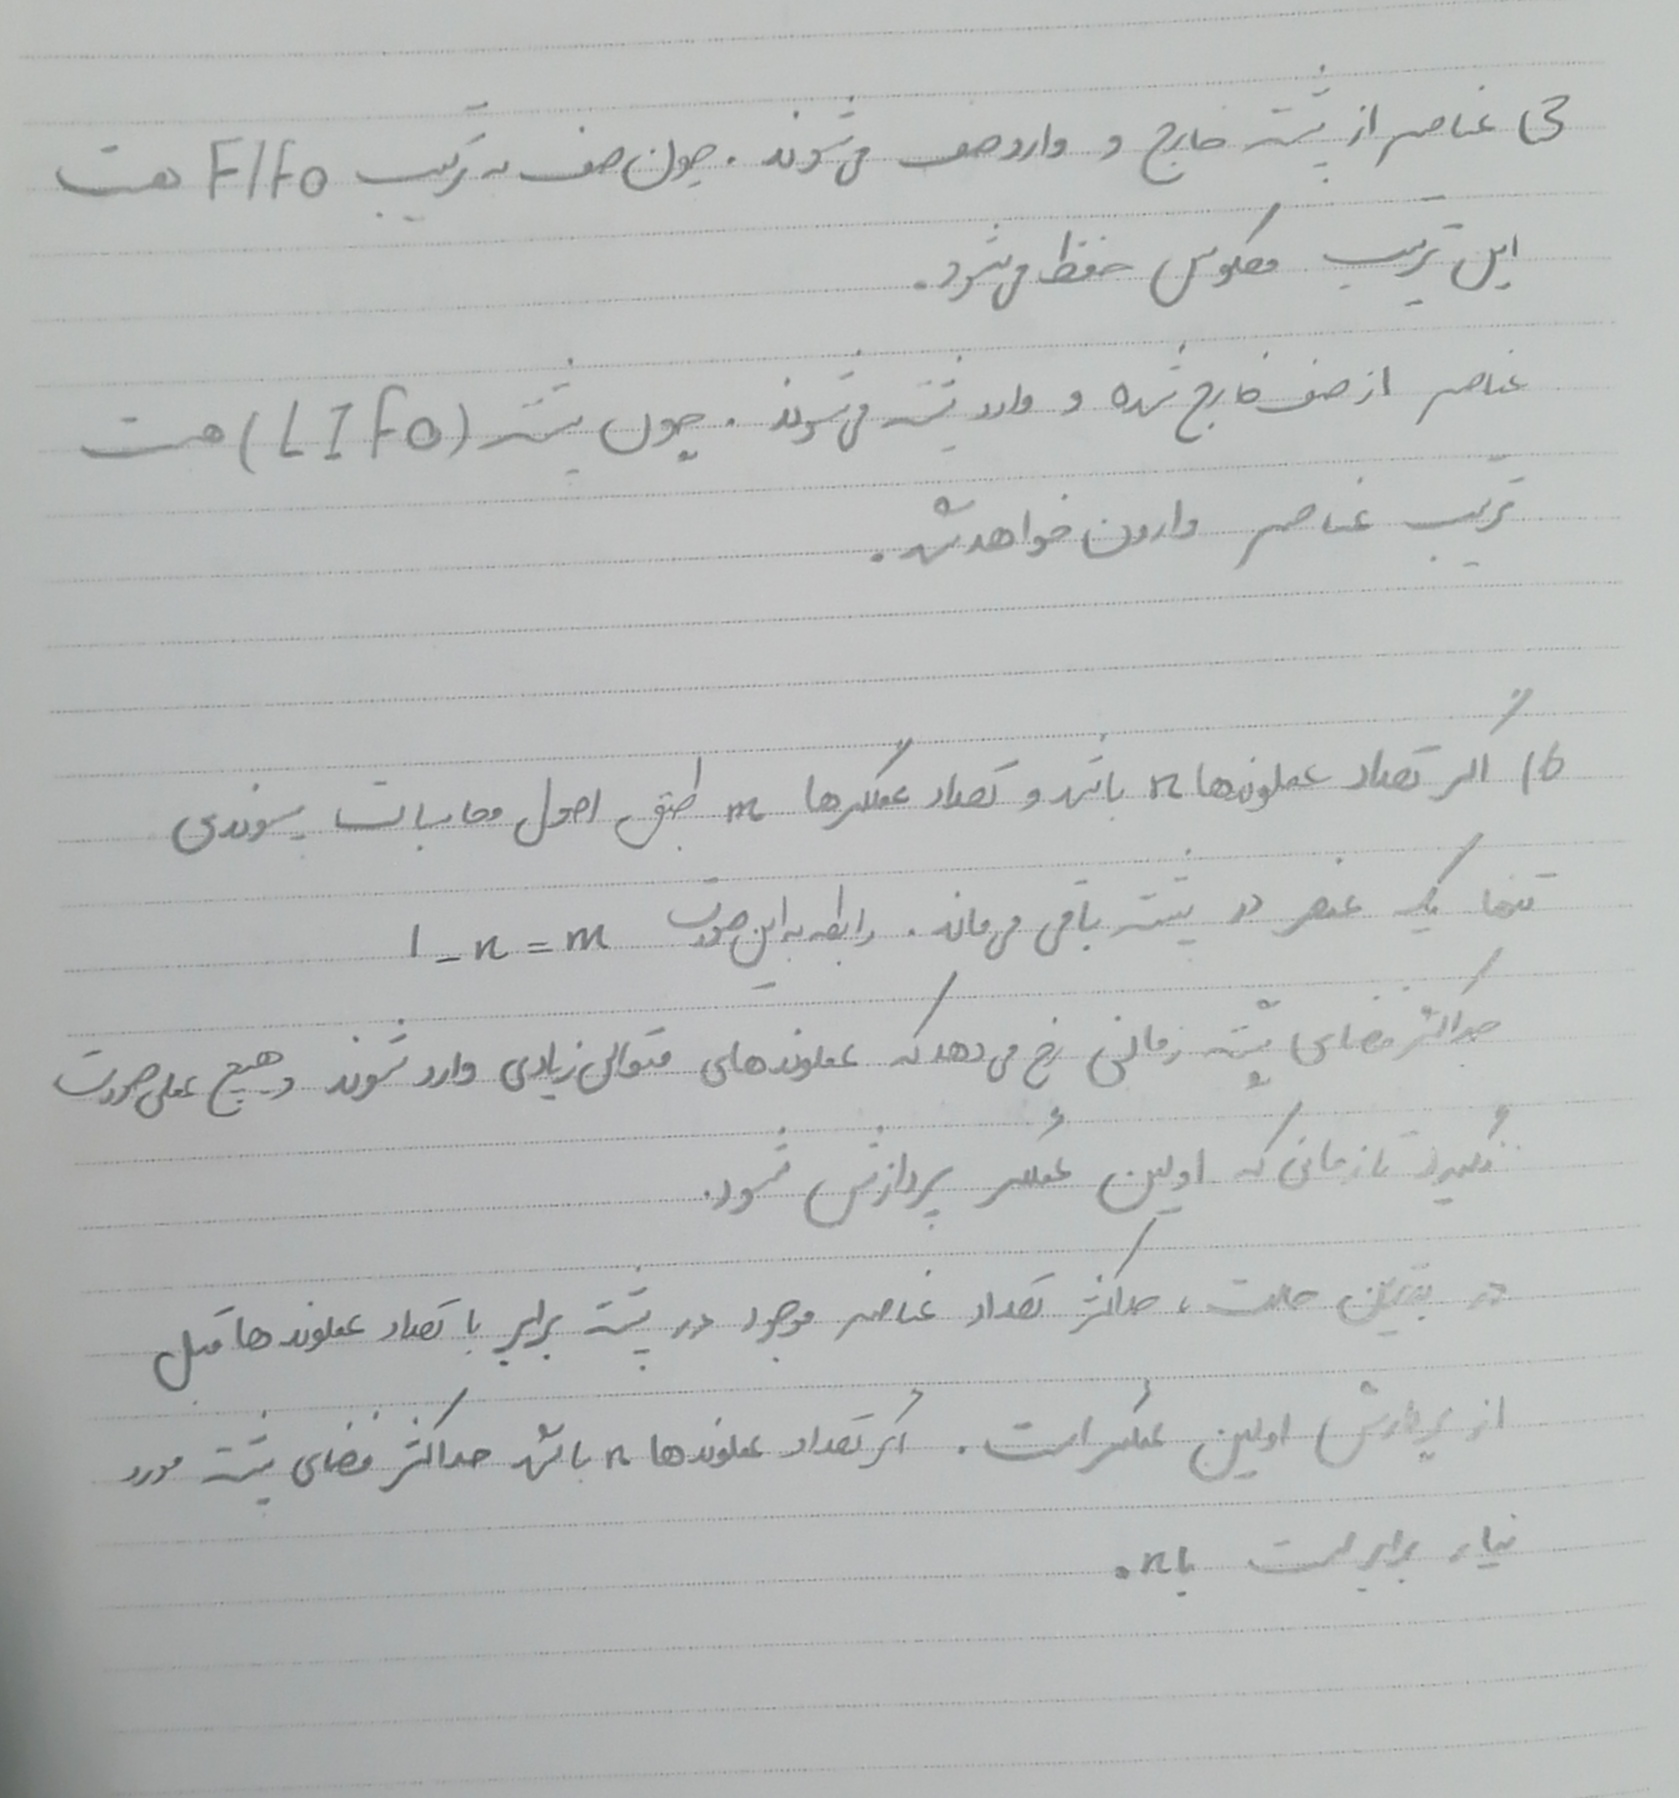 3) عناصر از پشته خارج و وارد صف می‌شوند. چون صف به ترتیب FIFO هست
این ترتیب معکوس حفظ می‌شود.
عناصر از صف خارج شده و وارد پشته می‌شوند. چون پشته (LIFO) هست
ترتیب عناصر وارون خواهد شد.
6) اگر تعداد عملوندها n باشد و تعداد عملگرها m طبق اصول محاسبات پسوندی
تنها یک عنصر در پشته باقی می‌ماند. رابطه به این صورت 1 - n = m
حداکثر فضای پشته زمانی رخ می‌دهد که عملوندهای متوالی زیادی وارد شوند و هیچ عملی صورت
نگیرد تا زمانی که اولین عملگر پردازش شود.
در بدترین حالت، حداکثر تعداد عناصر موجود در پشته برابر با تعداد عملوندها قبل
از پردازش اولین عملگر است. اگر تعداد عملوندها n باشد حداکثر فضای پشته مورد
نیاز برابر است با n.